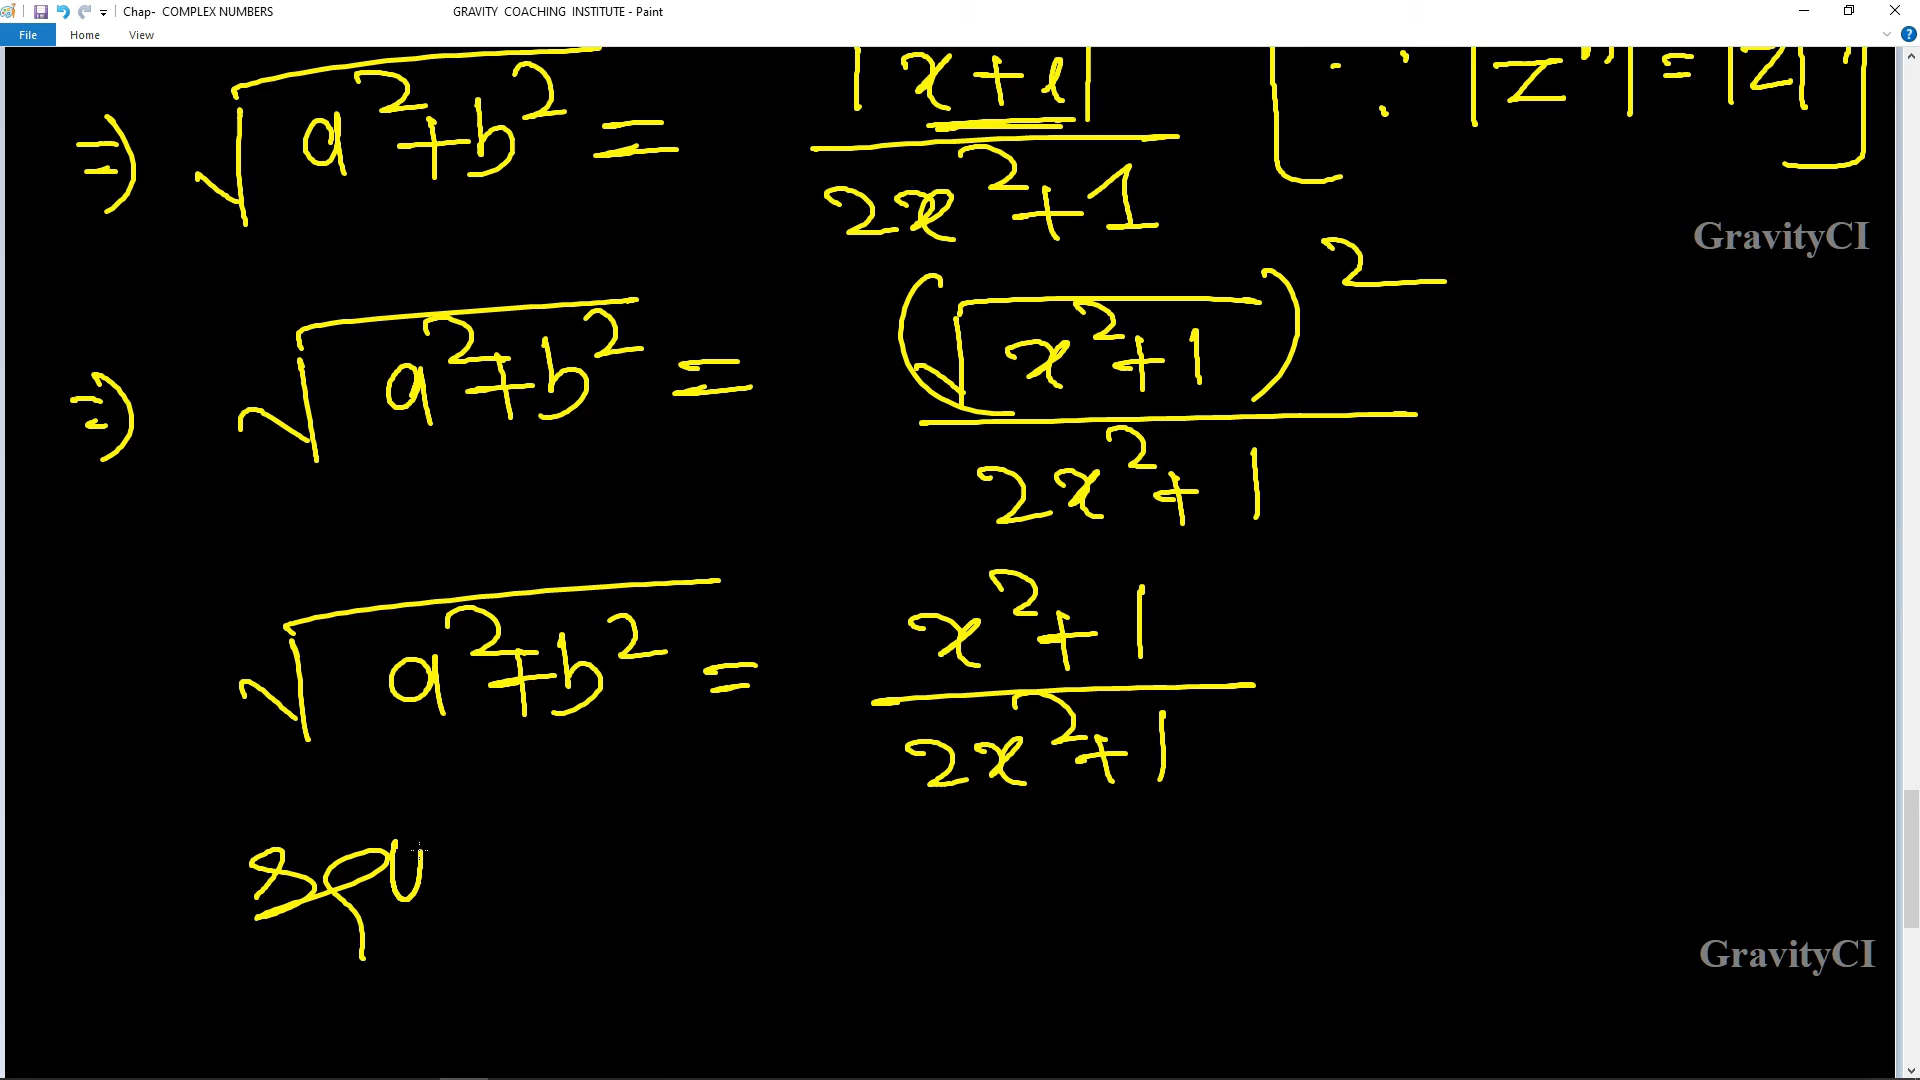 Chap- COMPLEX NUMBERS
GRAVITY COACHING INSTITUTE - Paint
File Home View
⇒ √(a²+b²) = |x+i| / (2x²+1) [∵ |zⁿ| = |z|ⁿ]
GravityCI
⇒ √(a²+b²) = (√(x²+1))² / (2x²+1)
√(a²+b²) = (x²+1) / (2x²+1)
squ
GravityCI